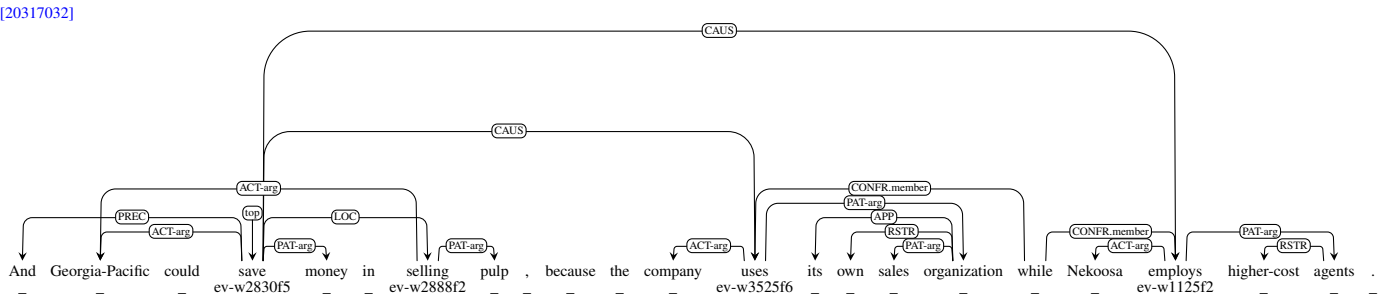 [20317032]
CAUS
CAUS
ACT-arg CONFR.member
PAT-arg
PREC top LOC APP
ACT-arg RSTR CONFR.member PAT-arg
PAT-arg PAT-arg ACT-arg PAT-arg ACT-arg RSTR
And Georgia-Pacific could save money in selling pulp , because the company uses its own sales organization while Nekoosa employs higher-cost agents .
_ _ _ ev-w2830f5 _ _ ev-w2888f2 _ _ _ _ _ ev-w3525f6 _ _ _ _ _ _ ev-w1125f2 _ _ _